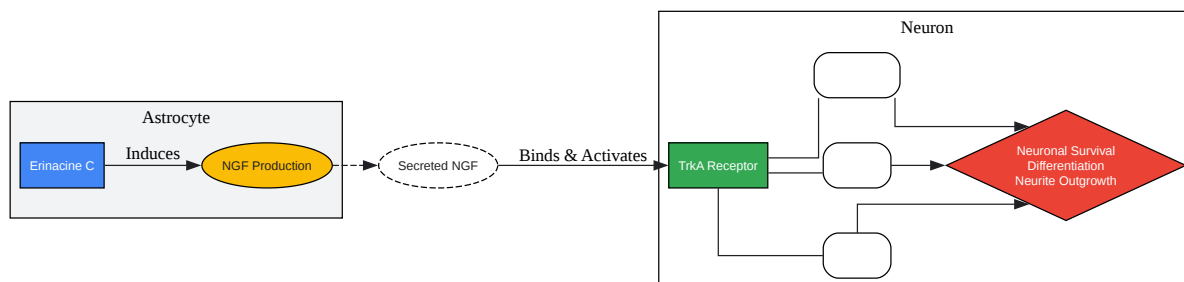 Neuron
Astrocyte
Erinacine C
Induces
NGF Production
Secreted NGF
Binds & Activates
TrkA Receptor
Neuronal Survival
Differentiation
Neurite Outgrowth